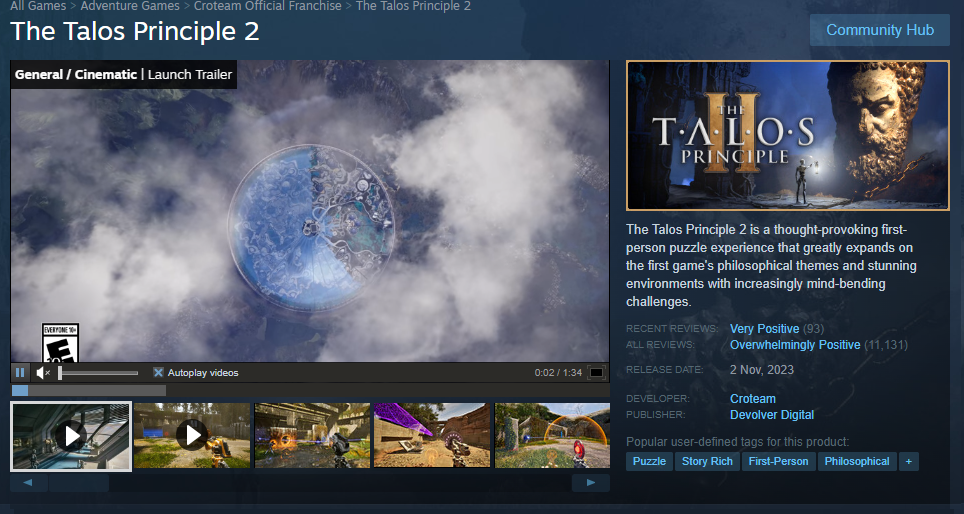 All Games > Adventure Games > Croteam Official Franchise > The Talos Principle 2
The Talos Principle 2
Community Hub
General / Cinematic | Launch Trailer
THE
T·A·L·O·S
II
PRINCIPLE
The Talos Principle 2 is a thought-provoking first-
person puzzle experience that greatly expands on
the first game's philosophical themes and stunning
environments with increasingly mind-bending
challenges.
RECENT REVIEWS: Very Positive (93)
ALL REVIEWS: Overwhelmingly Positive (11,131)
RELEASE DATE: 2 Nov, 2023
DEVELOPER: Croteam
PUBLISHER: Devolver Digital
Popular user-defined tags for this product:
Puzzle Story Rich First-Person Philosophical +
EVERYONE 10+
E
Autoplay videos 0:02 / 1:34